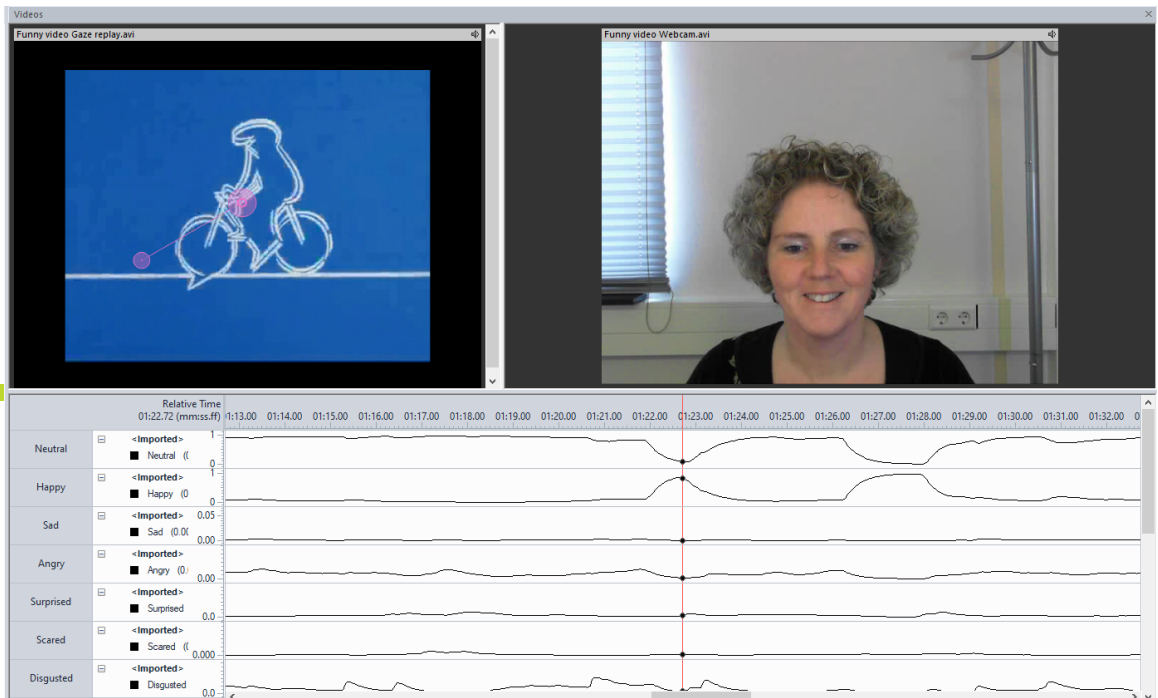 Videos
Funny video Gaze replay.avi
Funny video Webcam.avi
Relative Time
01:22.72 (mm:ss.ff)
1:13.00 01:14.00 01:15.00 01:16.00 01:17.00 01:18.00 01:19.00 01:20.00 01:21.00 01:22.00 01:23.00 01:24.00 01:25.00 01:26.00 01:27.00 01:28.00 01:29.00 01:30.00 01:31.00 01:32.00 0
Neutral
<Imported>
Neutral (0
1
0
Happy
<Imported>
Happy (0
1
0
Sad
<Imported>
Sad (0.00
0.05
0.00
Angry
<Imported>
Angry (0.
0.00
Surprised
<Imported>
Surprised
0.0
Scared
<Imported>
Scared (
0.000
Disgusted
<Imported>
Disgusted
0.0